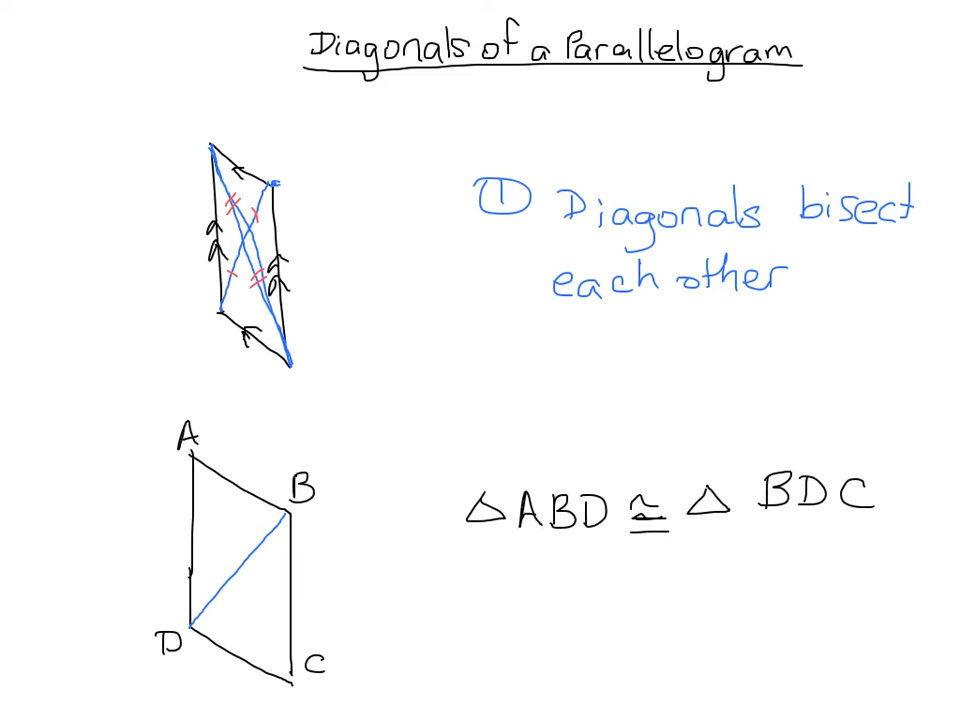 Diagonals of a Parallelogram
① Diagonals bisect
each other
A
B
△ABD ≅ △ BDC
D
C